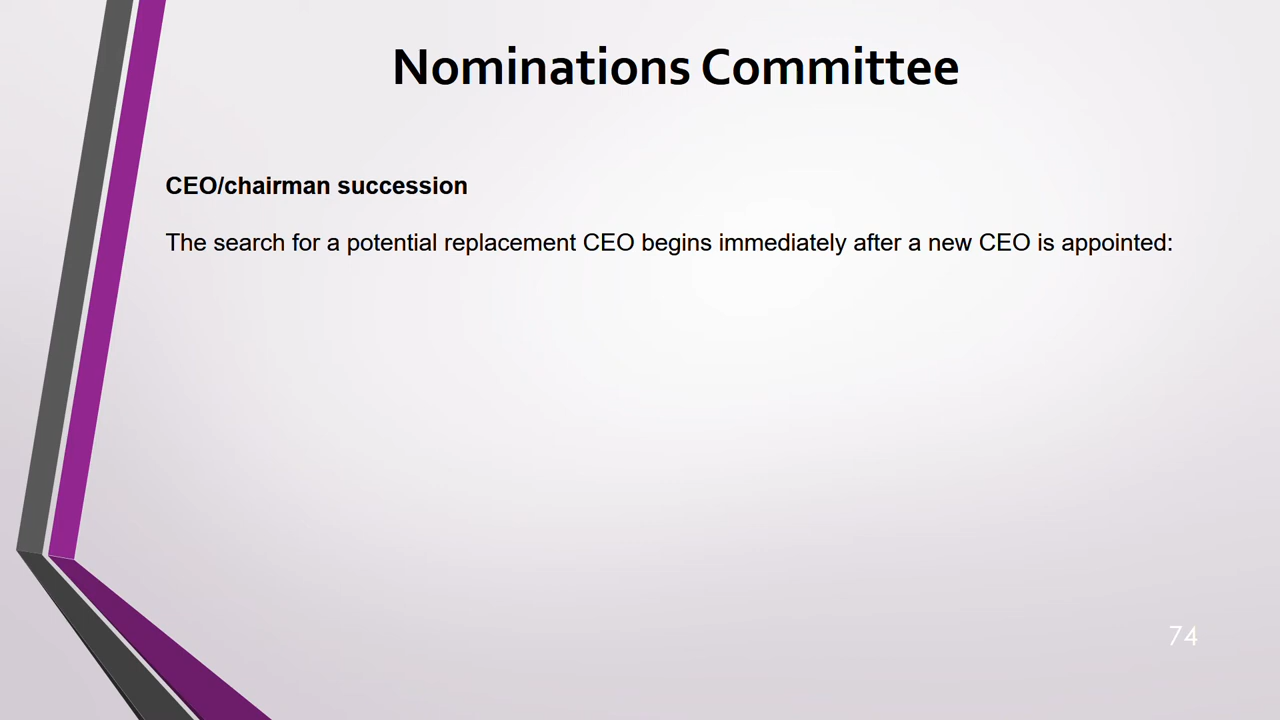 Nominations Committee
CEO/chairman succession
The search for a potential replacement CEO begins immediately after a new CEO is appointed:
74